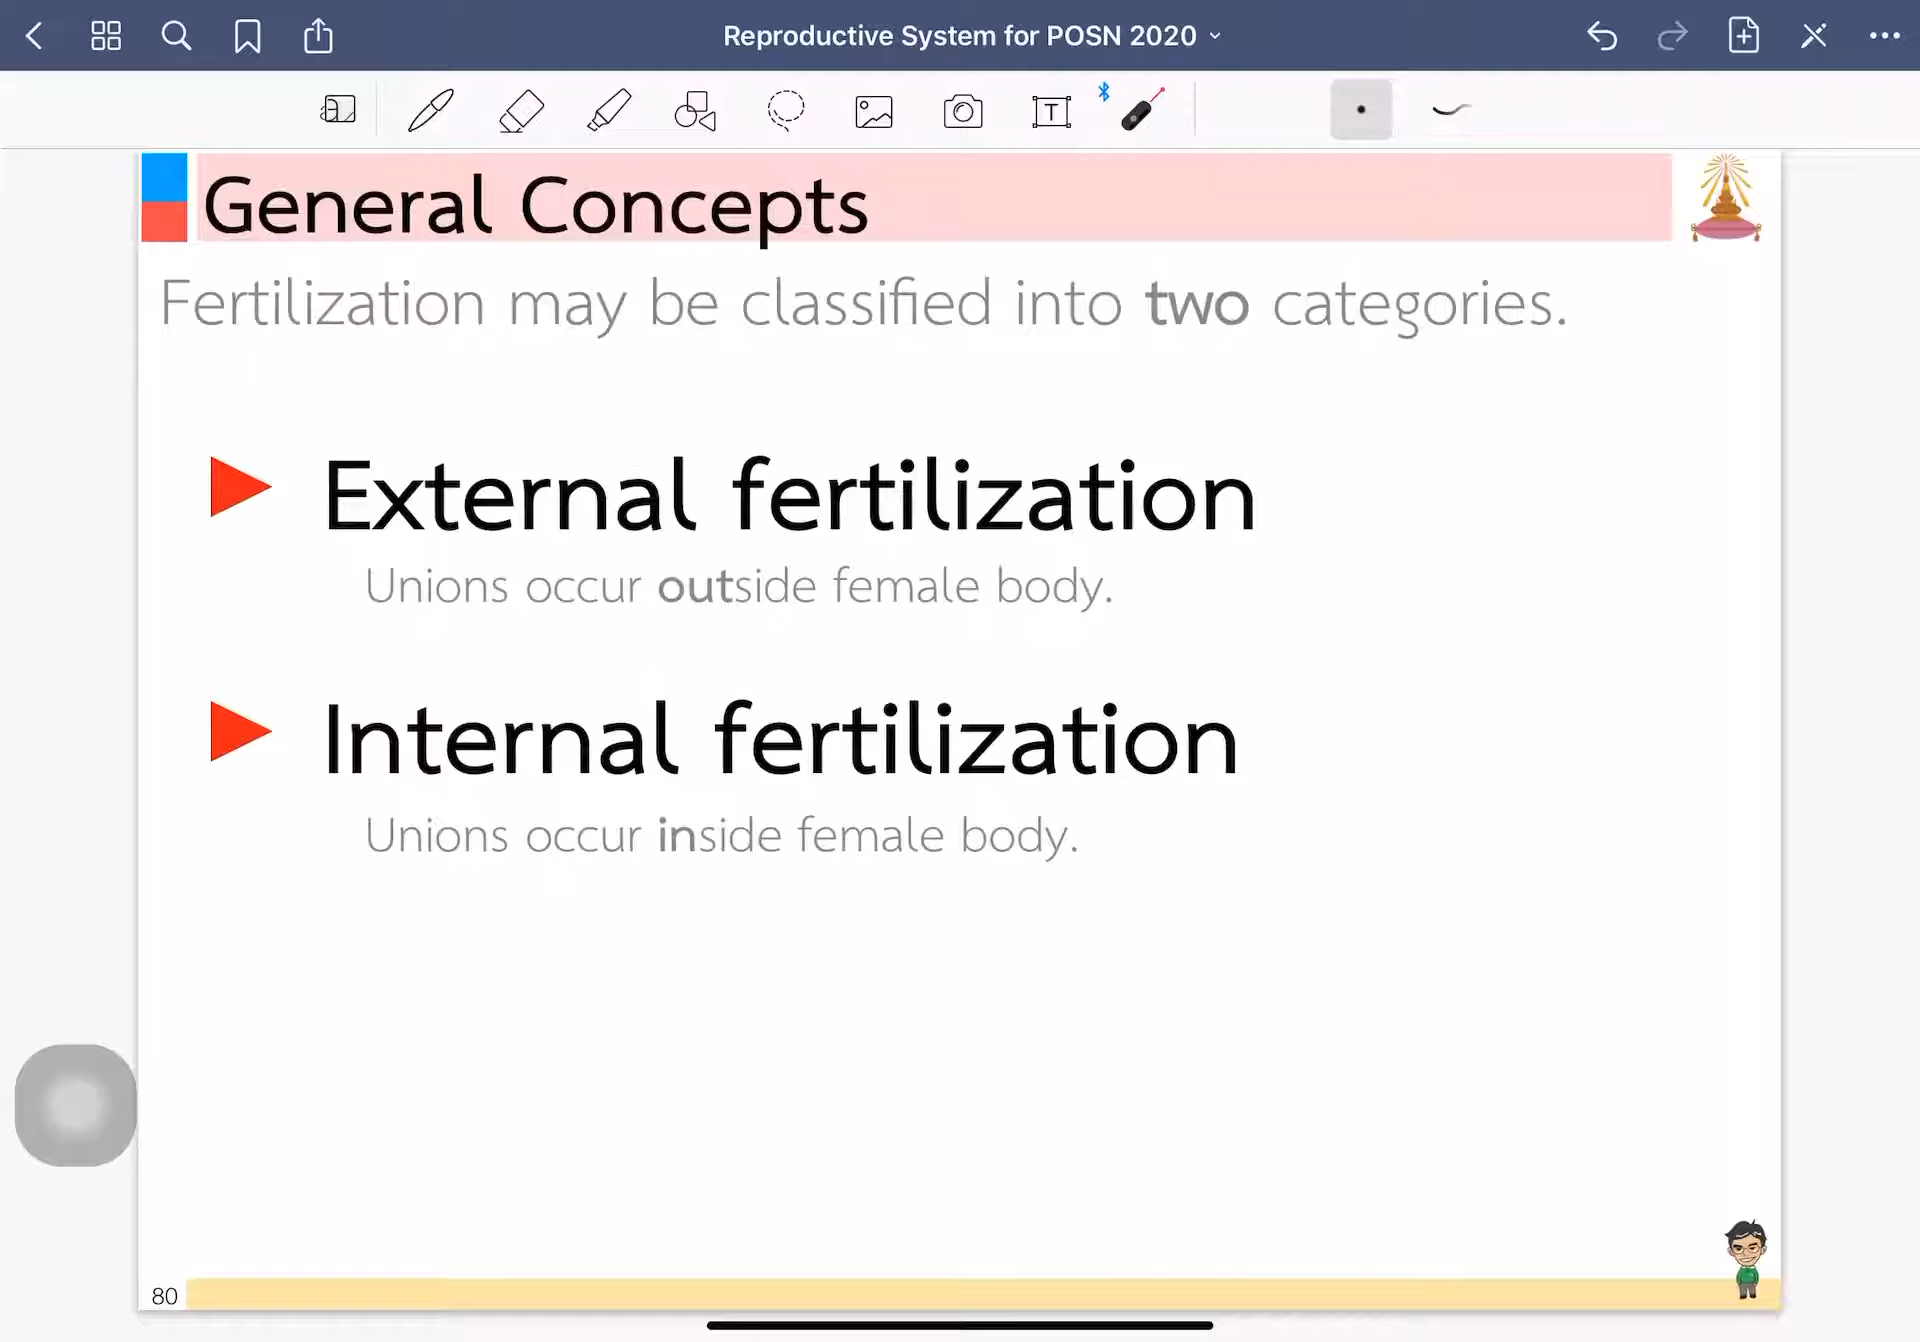 Reproductive System for POSN 2020
General Concepts
Fertilization may be classified into two categories.
External fertilization
Unions occur outside female body.
Internal fertilization
Unions occur inside female body.
80